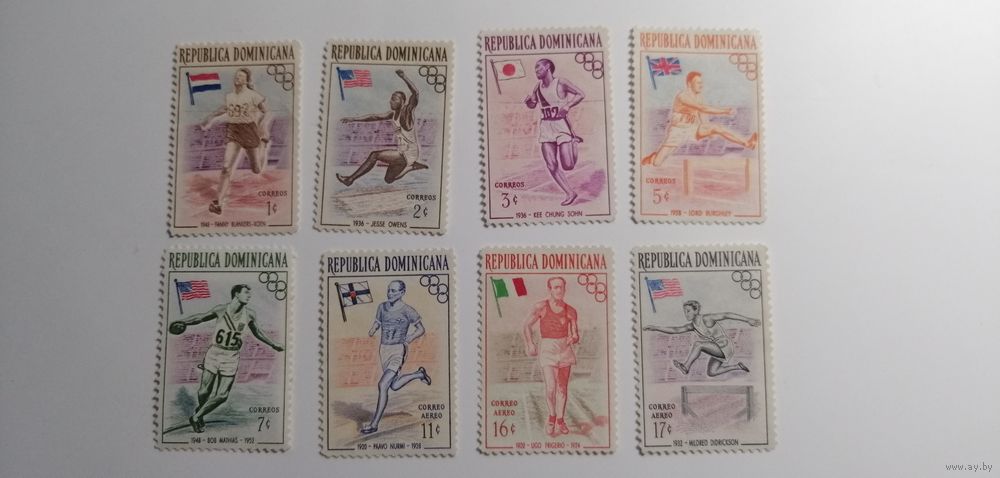 REPUBLICA DOMINICANA
692
CORREOS
1¢
1948 - FANNY BLANKERS-KOEN
REPUBLICA DOMINICANA
CORREOS
2¢
1936 - JESSE OWENS
REPUBLICA DOMINICANA
CORREOS
3¢
1936 - KEE CHUNG SOHN
REPUBLICA DOMINICANA
CORREOS
5¢
LORD BURGHLEY
REPUBLICA DOMINICANA
615
CORREOS
7¢
1948 - BOB MATHIAS - 1952
REPUBLICA DOMINICANA
CORREO
AEREO
11¢
1920 - PAAVO NURMI - 1928
REPUBLICA DOMINICANA
CORREO
AEREO
16¢
1920 - UGO FRIGERIO - 1924
REPUBLICA DOMINICANA
CORREO
AEREO
17¢
1932 - MILDRED DIDRICKSON
www.ay.by